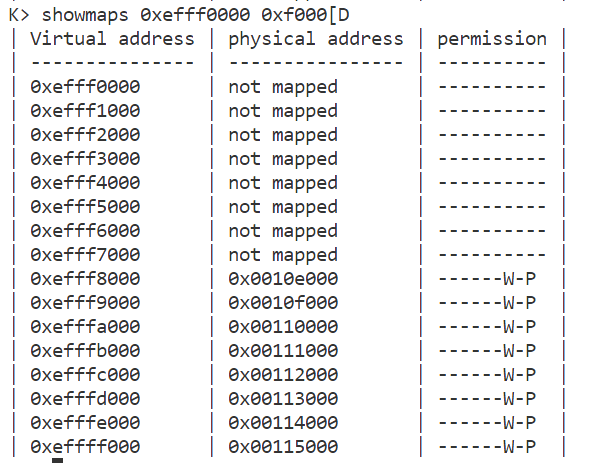 K> showmaps 0xefff0000 0xf000[D
| Virtual address | physical address | permission |
| --------------- | ---------------- | ---------- |
| 0xefff0000 | not mapped | ---------- |
| 0xefff1000 | not mapped | ---------- |
| 0xefff2000 | not mapped | ---------- |
| 0xefff3000 | not mapped | ---------- |
| 0xefff4000 | not mapped | ---------- |
| 0xefff5000 | not mapped | ---------- |
| 0xefff6000 | not mapped | ---------- |
| 0xefff7000 | not mapped | ---------- |
| 0xefff8000 | 0x0010e000 | ------W-P |
| 0xefff9000 | 0x0010f000 | ------W-P |
| 0xefffa000 | 0x00110000 | ------W-P |
| 0xefffb000 | 0x00111000 | ------W-P |
| 0xefffc000 | 0x00112000 | ------W-P |
| 0xefffd000 | 0x00113000 | ------W-P |
| 0xefffe000 | 0x00114000 | ------W-P |
| 0xeffff000 | 0x00115000 | ------W-P |